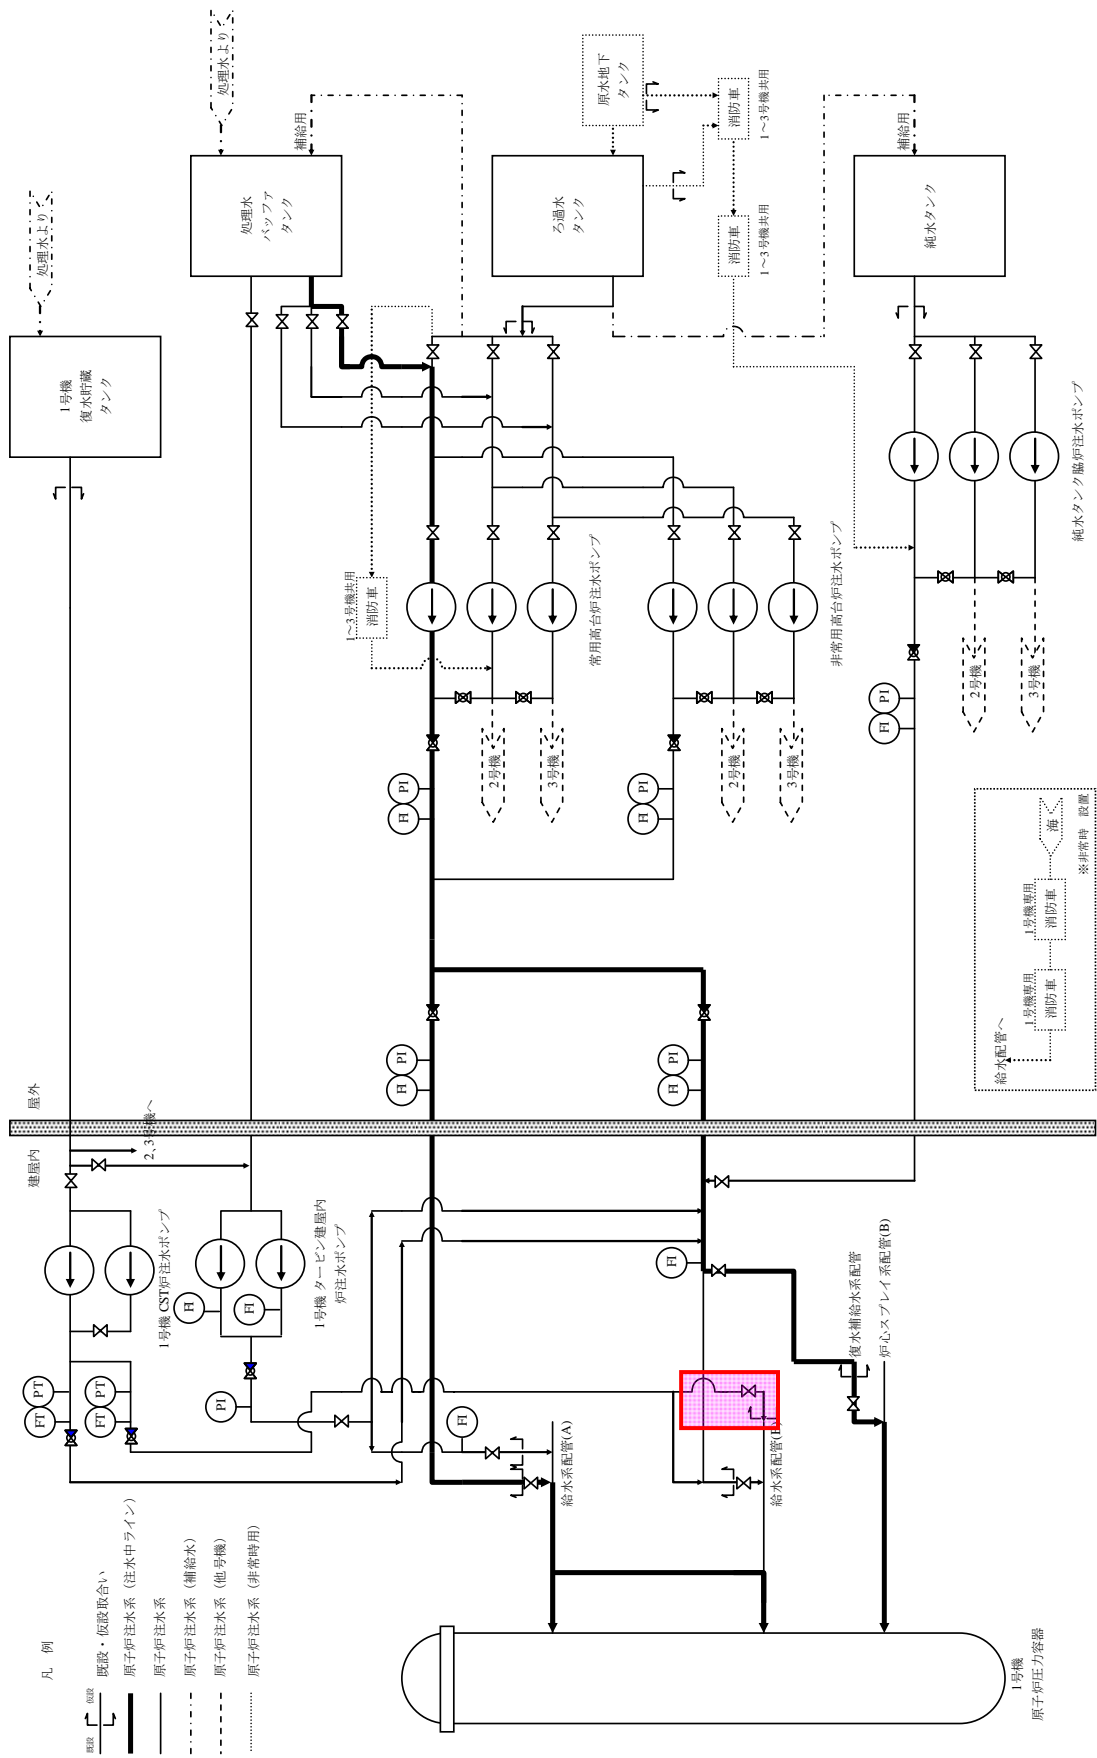 処理水より
処理水より
1号機
復水貯蔵
タンク
処理水
バッファ
タンク
補給用
原水地下
タンク
消防車
1～3号機共用
ろ過水
タンク
消防車
1～3号機共用
補給用
純水タンク
1～3号機共用
消防車
常用高台炉注水ポンプ
非常用高台炉注水ポンプ
純水タンク脇炉注水ポンプ
2号機
3号機
2号機
3号機
2号機
3号機
PI
FI
PI
FI
PI
FI
海
※非常時 設置
1号機専用
消防車
1号機専用
消防車
給水配管へ
PI
FI
PI
FI
屋外
建屋内
2、3号機へ
1号機 CST炉注水ポンプ
FI
FI
1号機 タービン建屋内
炉注水ポンプ
PT
FT
PT
FT
PI
FI
FI
復水補給水系配管
炉心スプレイ系配管(B)
給水系配管(A)
給水系配管(B)
1号機
原子炉圧力容器
凡 例
既設 仮設
既設・仮設取合い
原子炉注水系（注水中ライン）
原子炉注水系
原子炉注水系（補給水）
原子炉注水系（他号機）
原子炉注水系（非常時用）